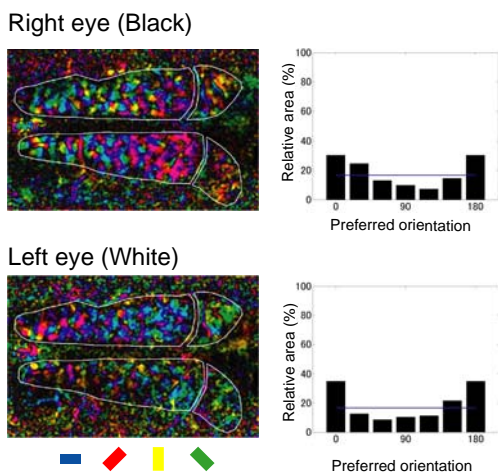 Right eye (Black)
Relative area (%)
100
80
60
40
20
0
0 90 180
Preferred orientation
Left eye (White)
Relative area (%)
100
80
60
40
20
0
0 90 180
Preferred orientation